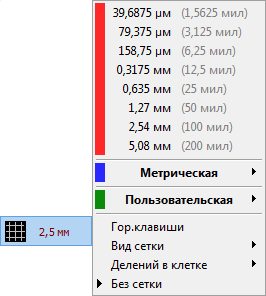 39,6875 µм (1,5625 мил)
79,375 µм (3,125 мил)
158,75 µм (6,25 мил)
0,3175 мм (12,5 мил)
0,635 мм (25 мил)
1,27 мм (50 мил)
2,54 мм (100 мил)
5,08 мм (200 мил)
Метрическая
Пользовательская
Гор.клавиши
2,5 мм
Вид сетки
Делений в клетке
Без сетки